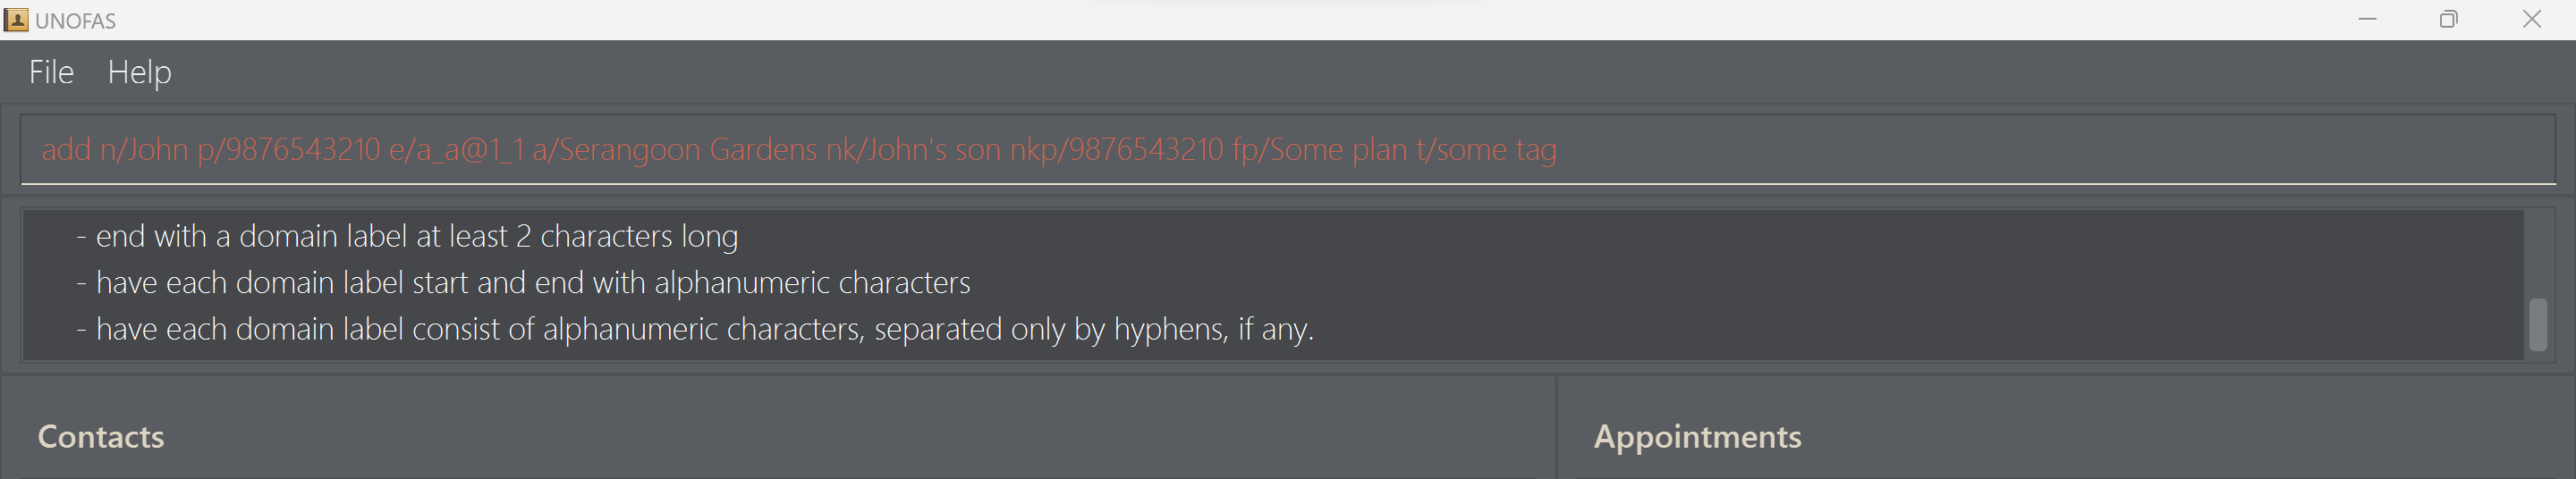 UNOFAS
File Help
add n/John p/9876543210 e/a_a@1_1 a/Serangoon Gardens nk/John's son nkp/9876543210 fp/Some plan t/some tag
- end with a domain label at least 2 characters long
- have each domain label start and end with alphanumeric characters
- have each domain label consist of alphanumeric characters, separated only by hyphens, if any.
Contacts
Appointments